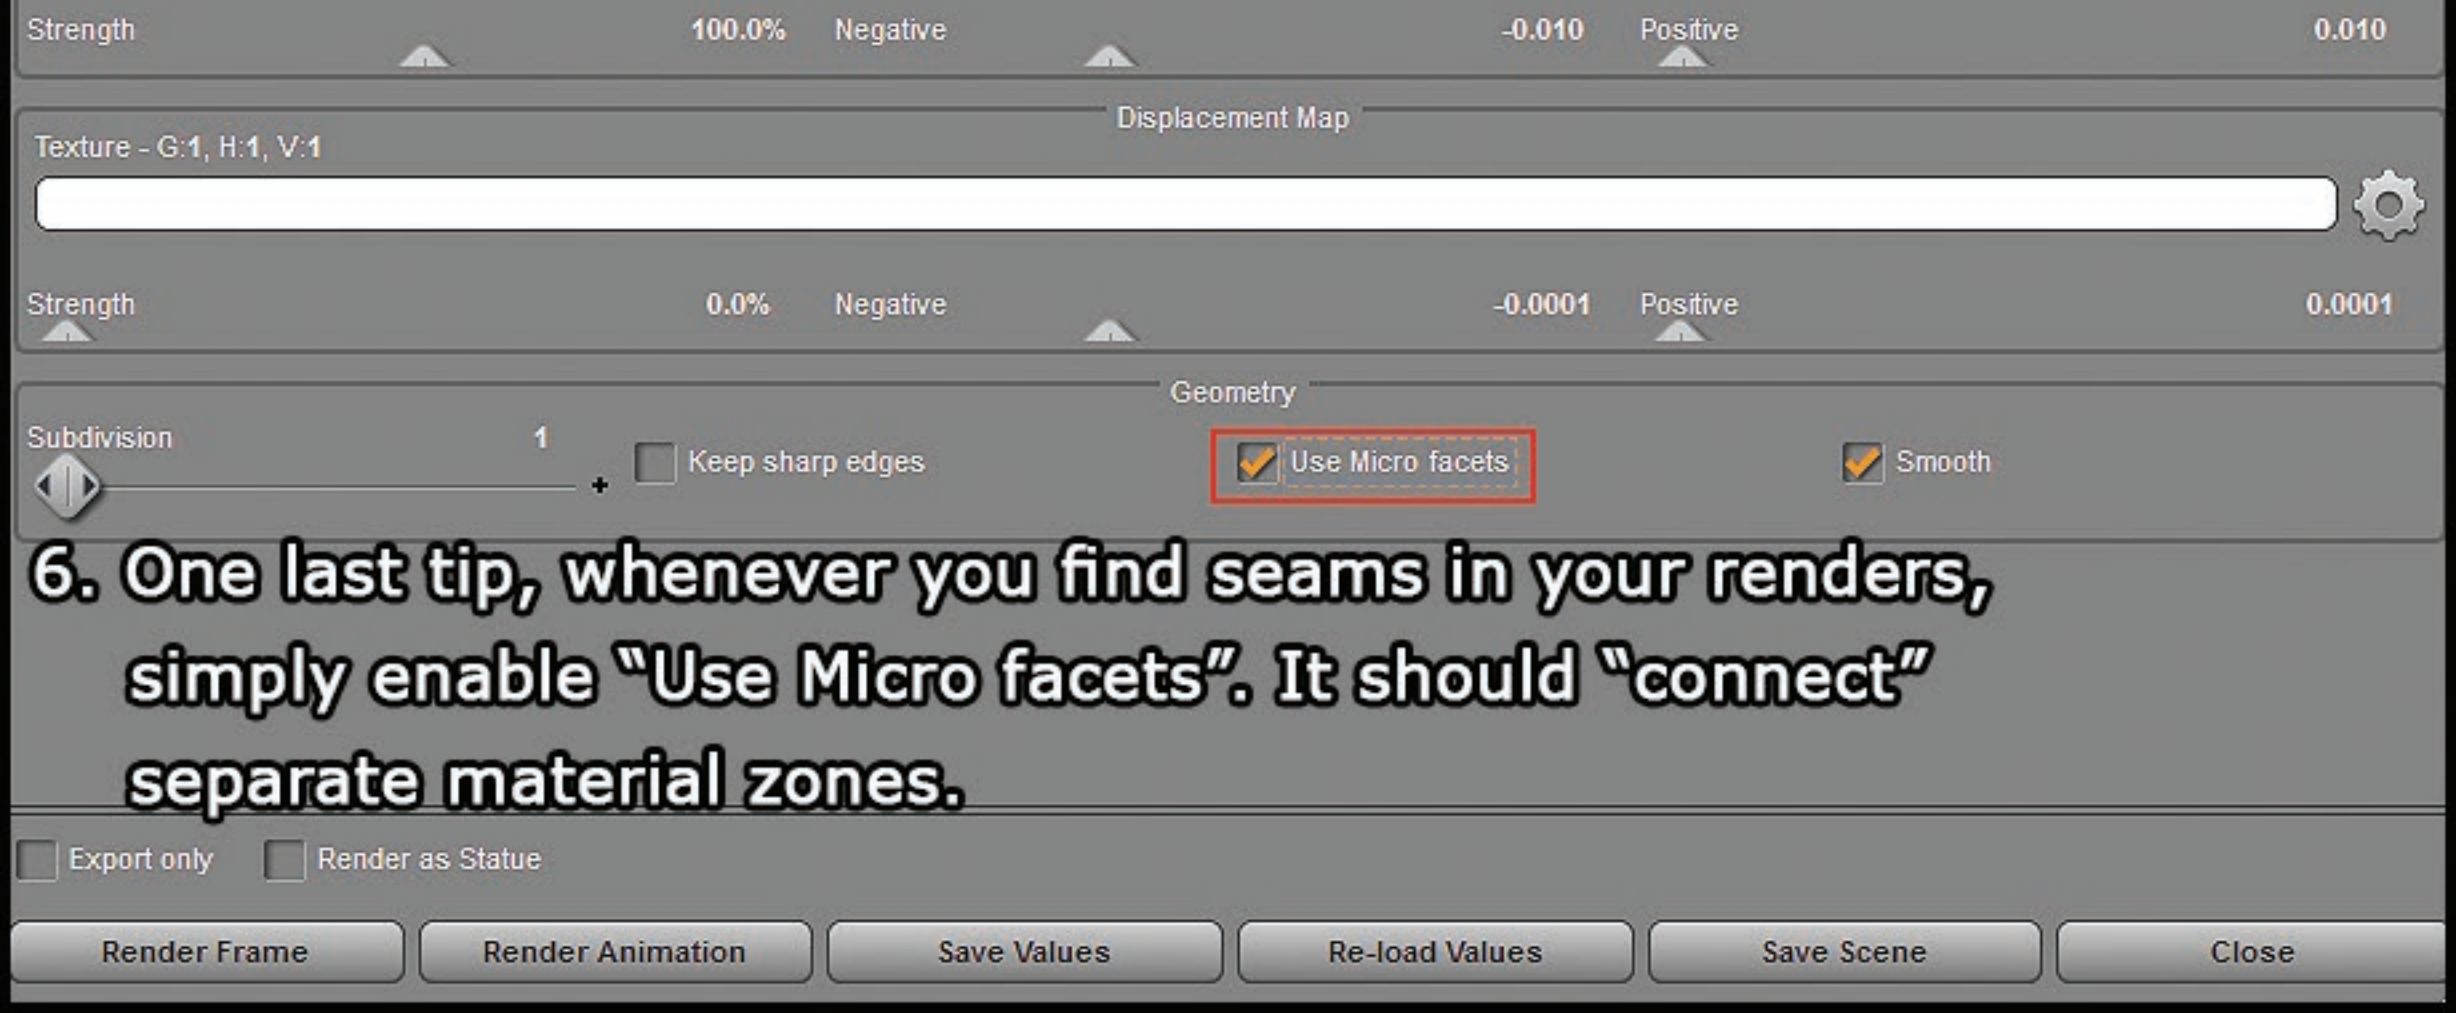 Strength 100.0% Negative -0.010 Positive 0.010
Displacement Map
Texture - G:1, H:1, V:1
Strength 0.0% Negative -0.0001 Positive 0.0001
Geometry
Subdivision 1
Keep sharp edges Use Micro facets Smooth
6. One last tip, whenever you find seams in your renders,
simply enable “Use Micro facets”. It should “connect”
separate material zones.
Export only Render as Statue
Render Frame Render Animation Save Values Re-load Values Save Scene Close